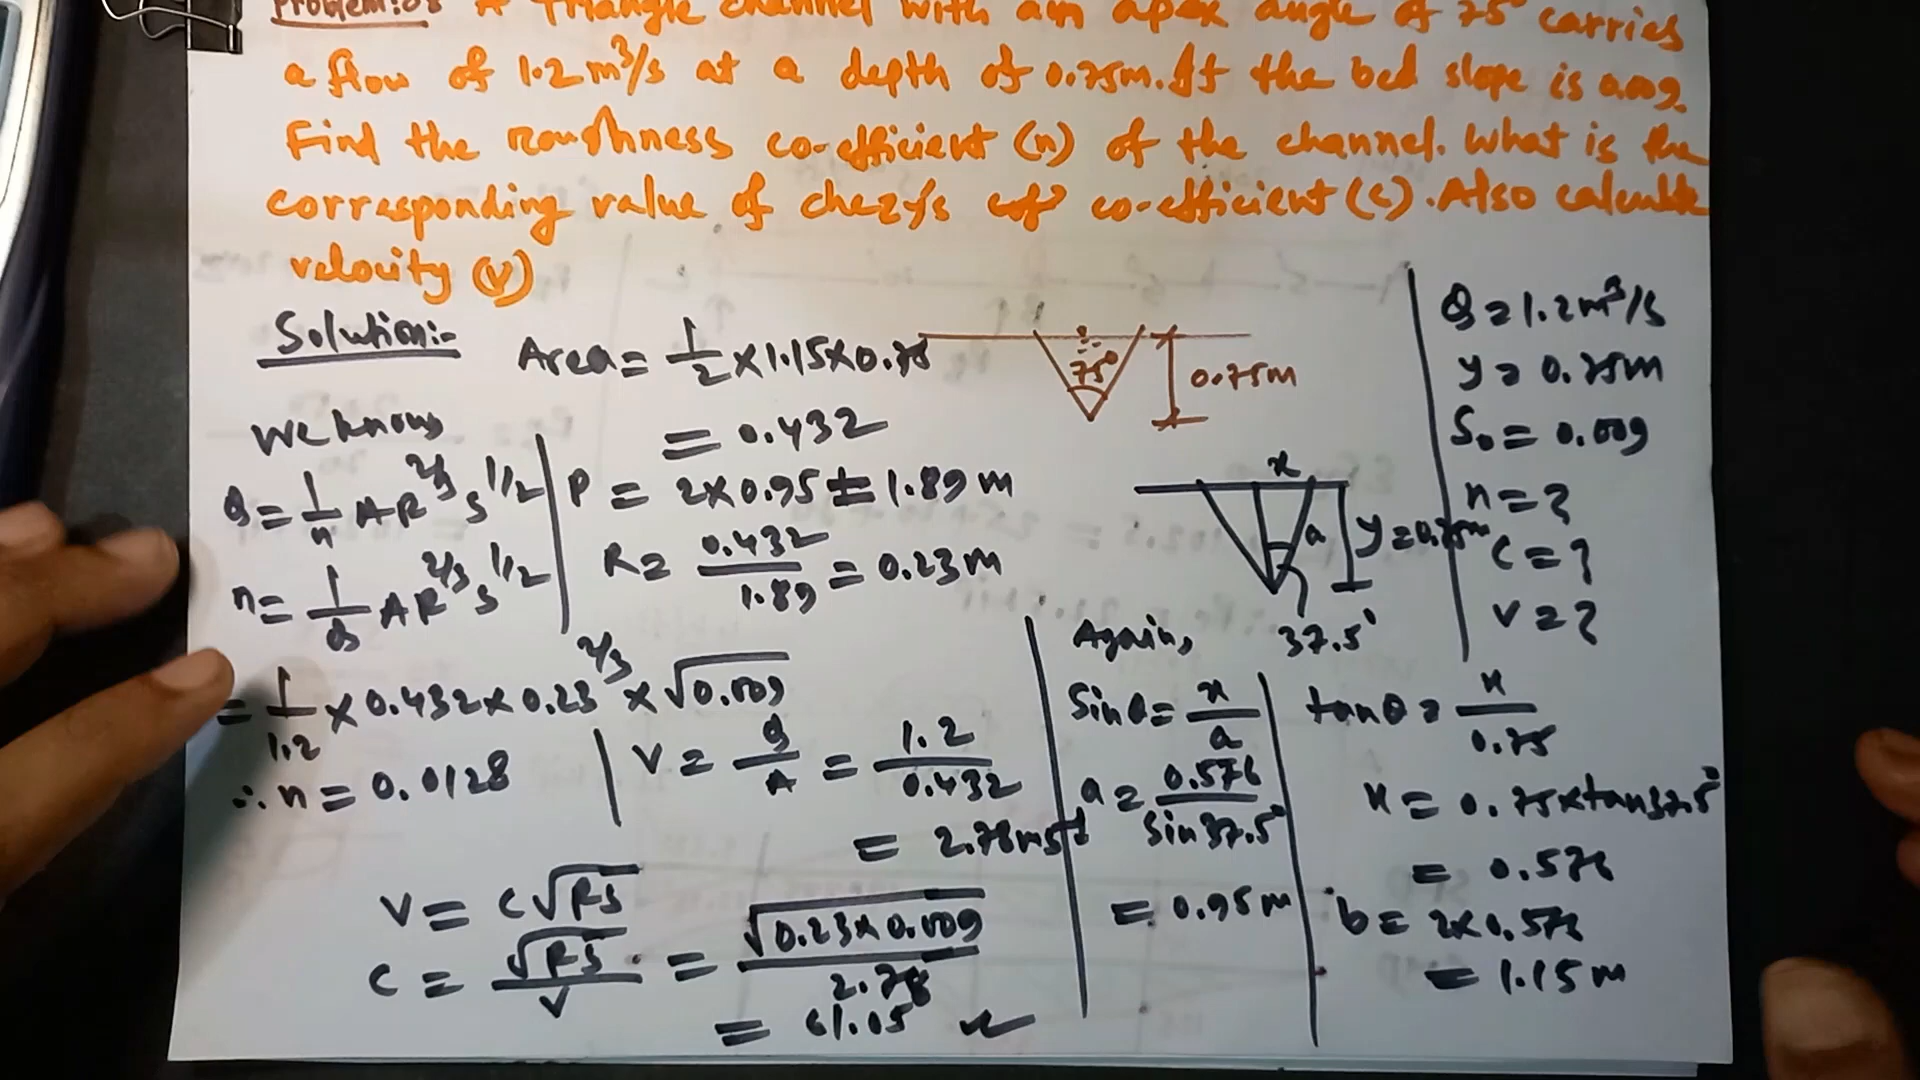 Problem:03 A Triangle channel with an apex angle of 75° carries
a flow of 1.2 m³/s at a depth of 0.75m. If the bed slope is 0.009.
Find the roughness co-efficient (n) of the channel. What is the
corresponding value of chezy's co-efficient (c). Also calculate
velocity (v)
Solution:-
Area = 1/2 × 1.15 × 0.75
= 0.432
75°
0.75m
Q = 1.2 m³/s
y = 0.75m
S₀ = 0.009
n = ?
c = ?
v = ?
We know
Q = 1/n A R^2/3 S^1/2
n = 1/Q A R^2/3 S^1/2
P = 2×0.95 = 1.89 m
R = 0.432/1.89 = 0.23 m
x
a
y = 0.75m
37.5°
= 1/1.2 × 0.432 × 0.23^2/3 × √0.009
∴ n = 0.0128
V = Q/A = 1.2/0.432
= 2.78 ms⁻¹
V = C√RS
C = √RS/V = √0.23×0.009/2.78
= 61.05
Again,
Sinθ = x/a
a = 0.576/Sin37.5°
= 0.95 m
tanθ = x/0.75
x = 0.75×tan37.5°
= 0.576
b = 2×0.576
= 1.15 m